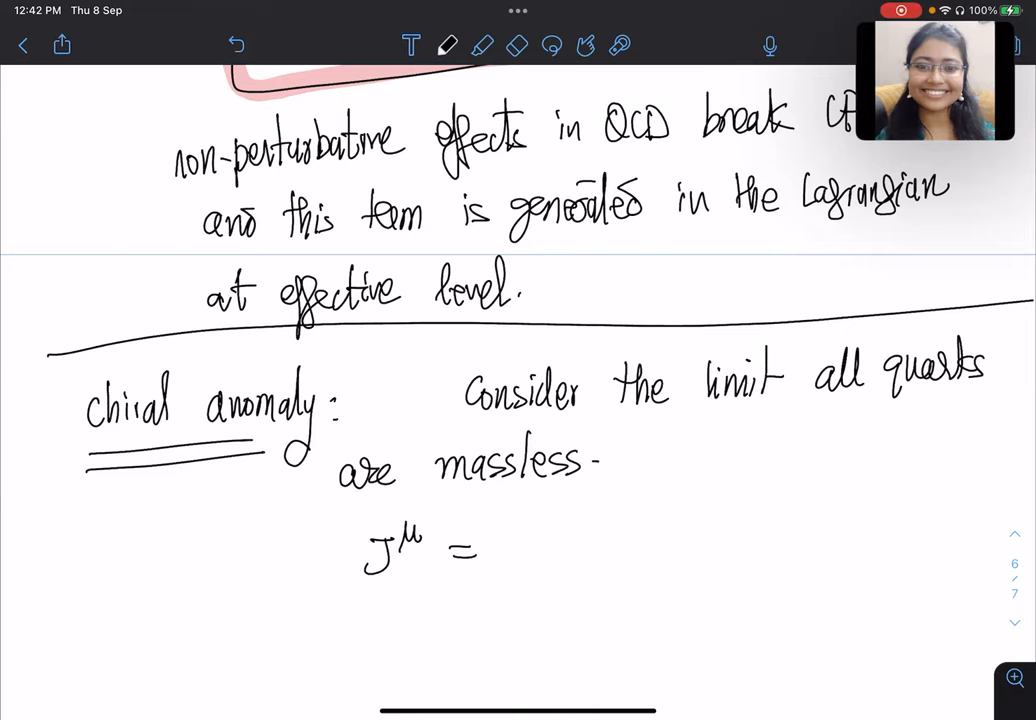 12:42 PM Thu 8 Sep
100%
T
non-perturbative effects in QCD break
and this term is generated in the Lagrangian
at effective level.
chiral anomaly: Consider the limit all quarks
are massless.
J^μ =
6
/
7